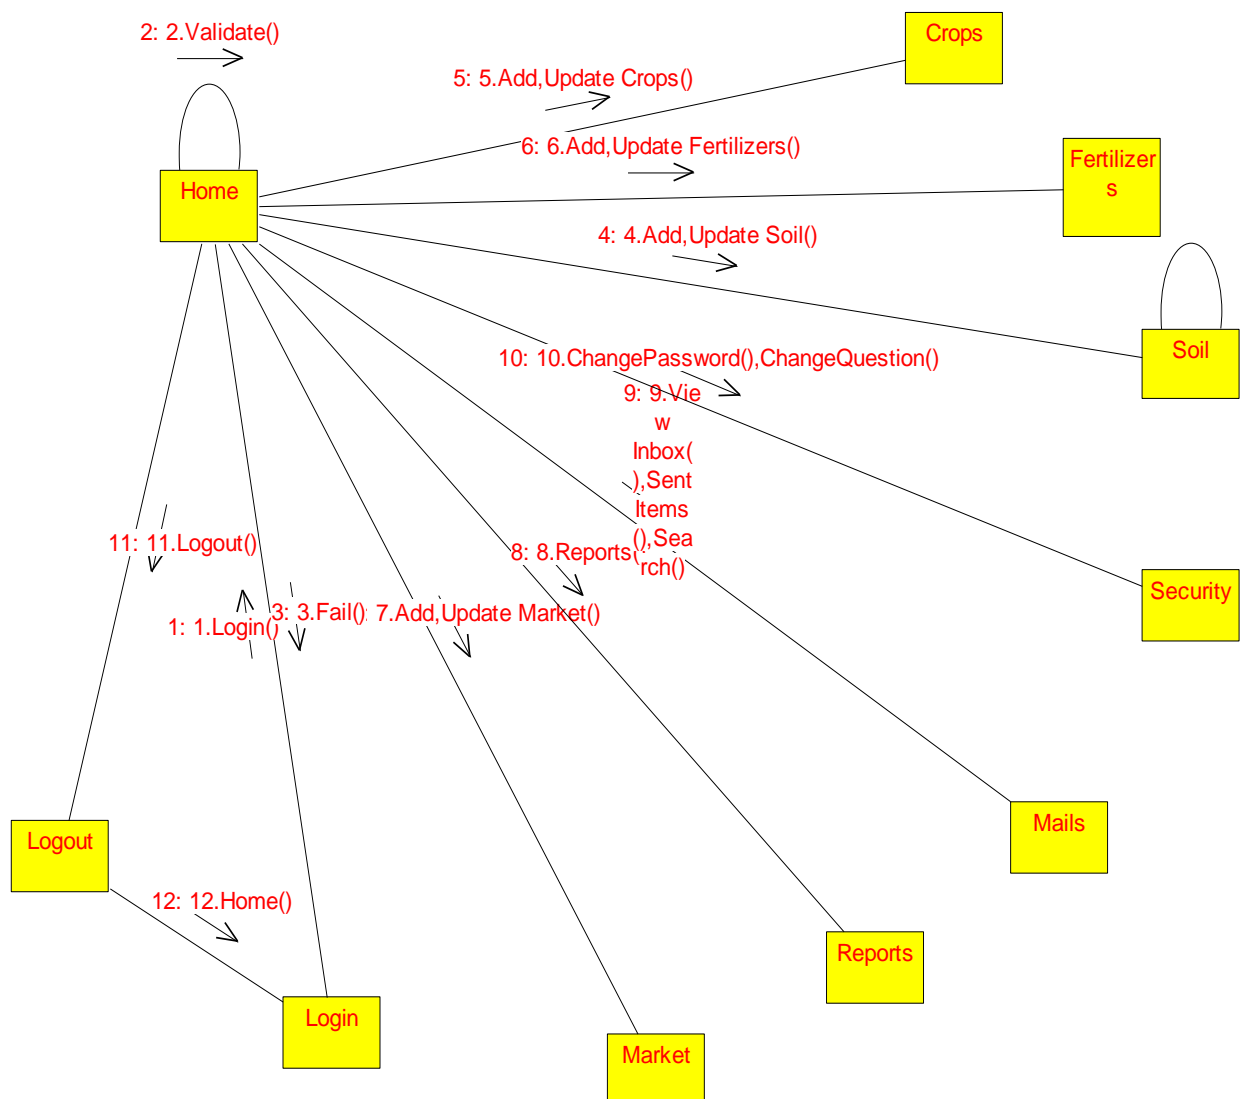 2: 2.Validate()
Crops
5: 5.Add,Update Crops()
6: 6.Add,Update Fertilizers()
Fertilizer
s
Home
4: 4.Add,Update Soil()
Soil
10: 10.ChangePassword(),ChangeQuestion()
9: 9.Vie
w
Inbox(
),Sent
Items
(),Sea
rch()
11: 11.Logout()
8: 8.Reports(
Security
3: 3.Fail()
: 7.Add,Update Market()
1: 1.Login()
Mails
Logout
12: 12.Home()
Reports
Login
Market